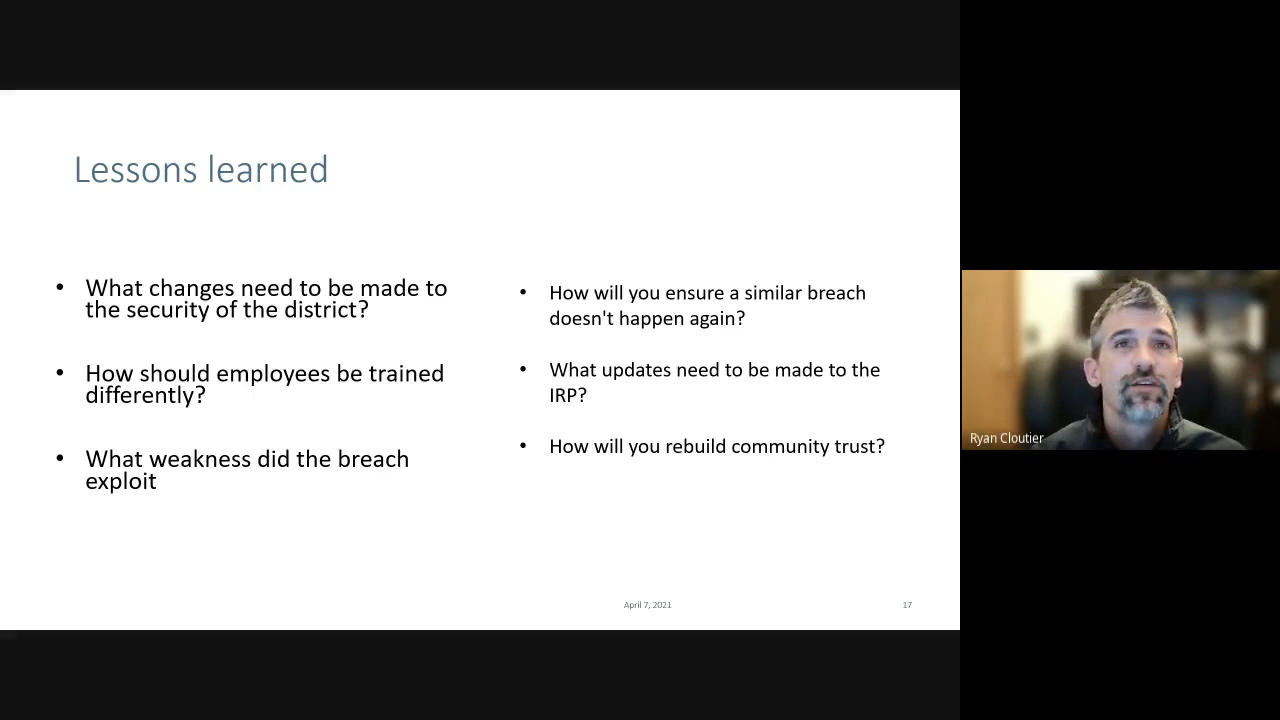 Lessons learned
• What changes need to be made to
the security of the district?
• How should employees be trained
differently?
• What weakness did the breach
exploit
• How will you ensure a similar breach
doesn't happen again?
• What updates need to be made to the
IRP?
• How will you rebuild community trust?
April 7, 2021
17
Ryan Cloutier